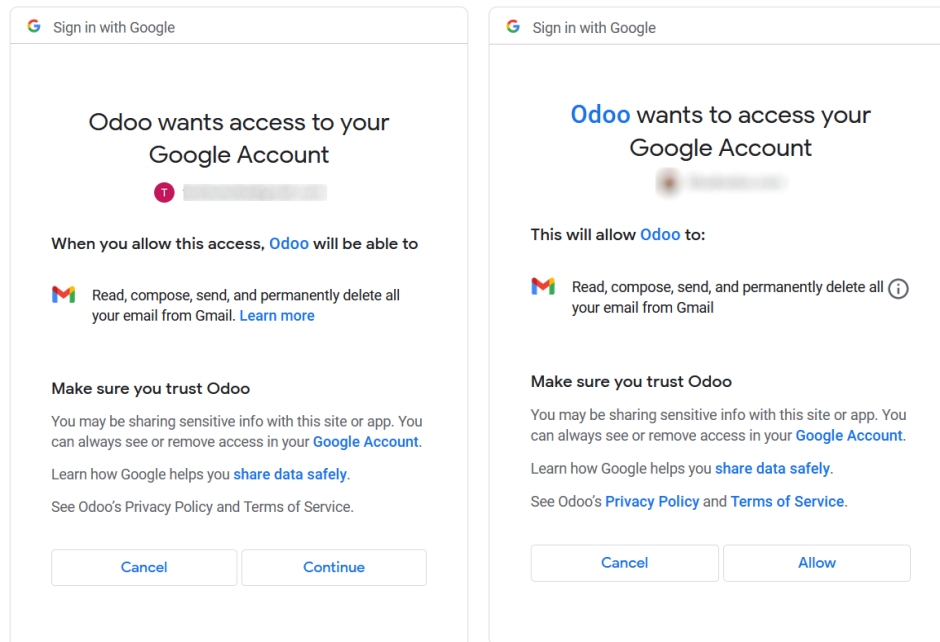 Sign in with Google
Odoo wants access to your
Google Account
T
When you allow this access, Odoo will be able to
Read, compose, send, and permanently delete all
your email from Gmail. Learn more
Make sure you trust Odoo
You may be sharing sensitive info with this site or app. You
can always see or remove access in your Google Account.
Learn how Google helps you share data safely.
See Odoo's Privacy Policy and Terms of Service.
Cancel
Continue
Sign in with Google
Odoo wants to access your
Google Account
This will allow Odoo to:
Read, compose, send, and permanently delete all
your email from Gmail
Make sure you trust Odoo
You may be sharing sensitive info with this site or app. You
can always see or remove access in your Google Account.
Learn how Google helps you share data safely.
See Odoo's Privacy Policy and Terms of Service.
Cancel
Allow